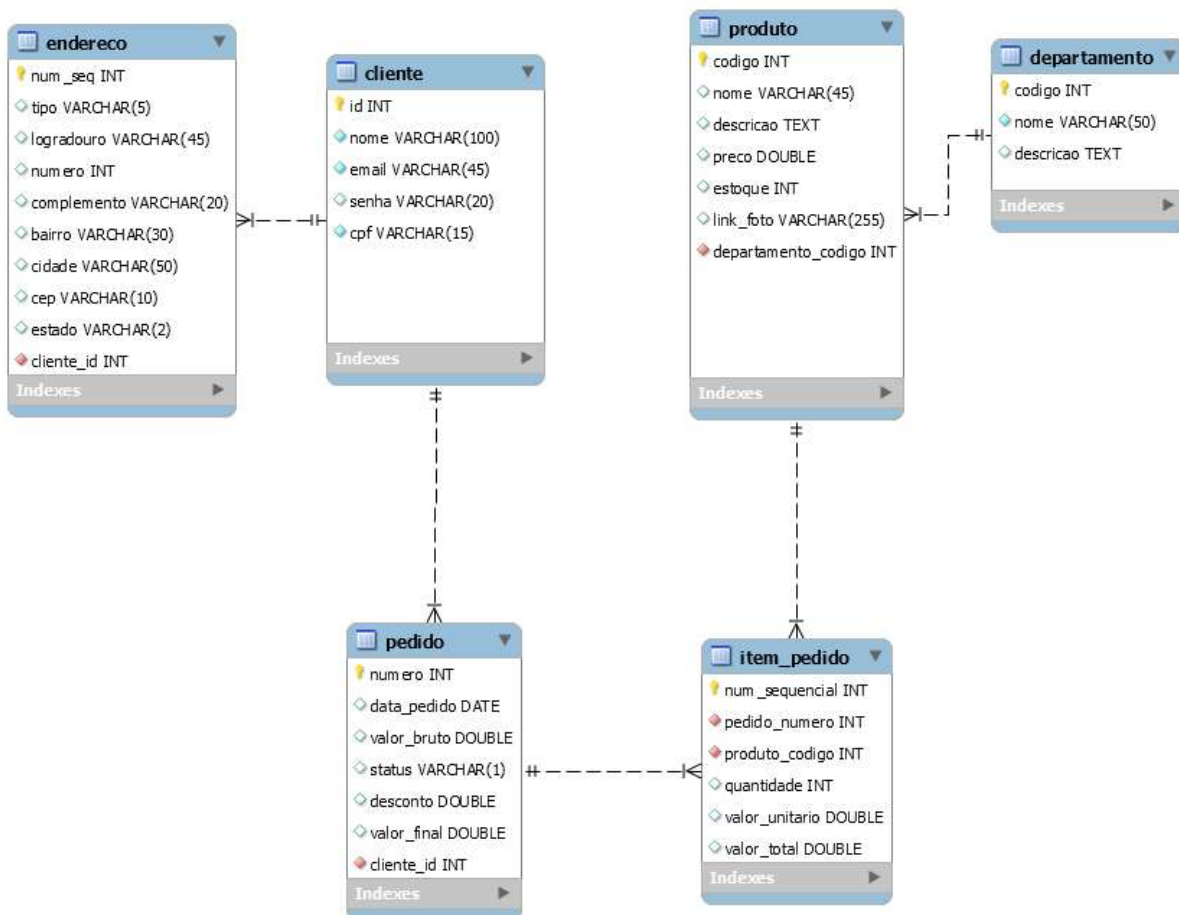 endereco
num_seq INT
tipo VARCHAR(5)
logradouro VARCHAR(45)
numero INT
complemento VARCHAR(20)
bairro VARCHAR(30)
cidade VARCHAR(50)
cep VARCHAR(10)
estado VARCHAR(2)
cliente_id INT
Indexes
cliente
id INT
nome VARCHAR(100)
email VARCHAR(45)
senha VARCHAR(20)
cpf VARCHAR(15)
Indexes
produto
codigo INT
nome VARCHAR(45)
descricao TEXT
preco DOUBLE
estoque INT
link_foto VARCHAR(255)
departamento_codigo INT
Indexes
departamento
codigo INT
nome VARCHAR(50)
descricao TEXT
Indexes
pedido
numero INT
data_pedido DATE
valor_bruto DOUBLE
status VARCHAR(1)
desconto DOUBLE
valor_final DOUBLE
cliente_id INT
Indexes
item_pedido
num_sequencial INT
pedido_numero INT
produto_codigo INT
quantidade INT
valor_unitario DOUBLE
valor_total DOUBLE
Indexes